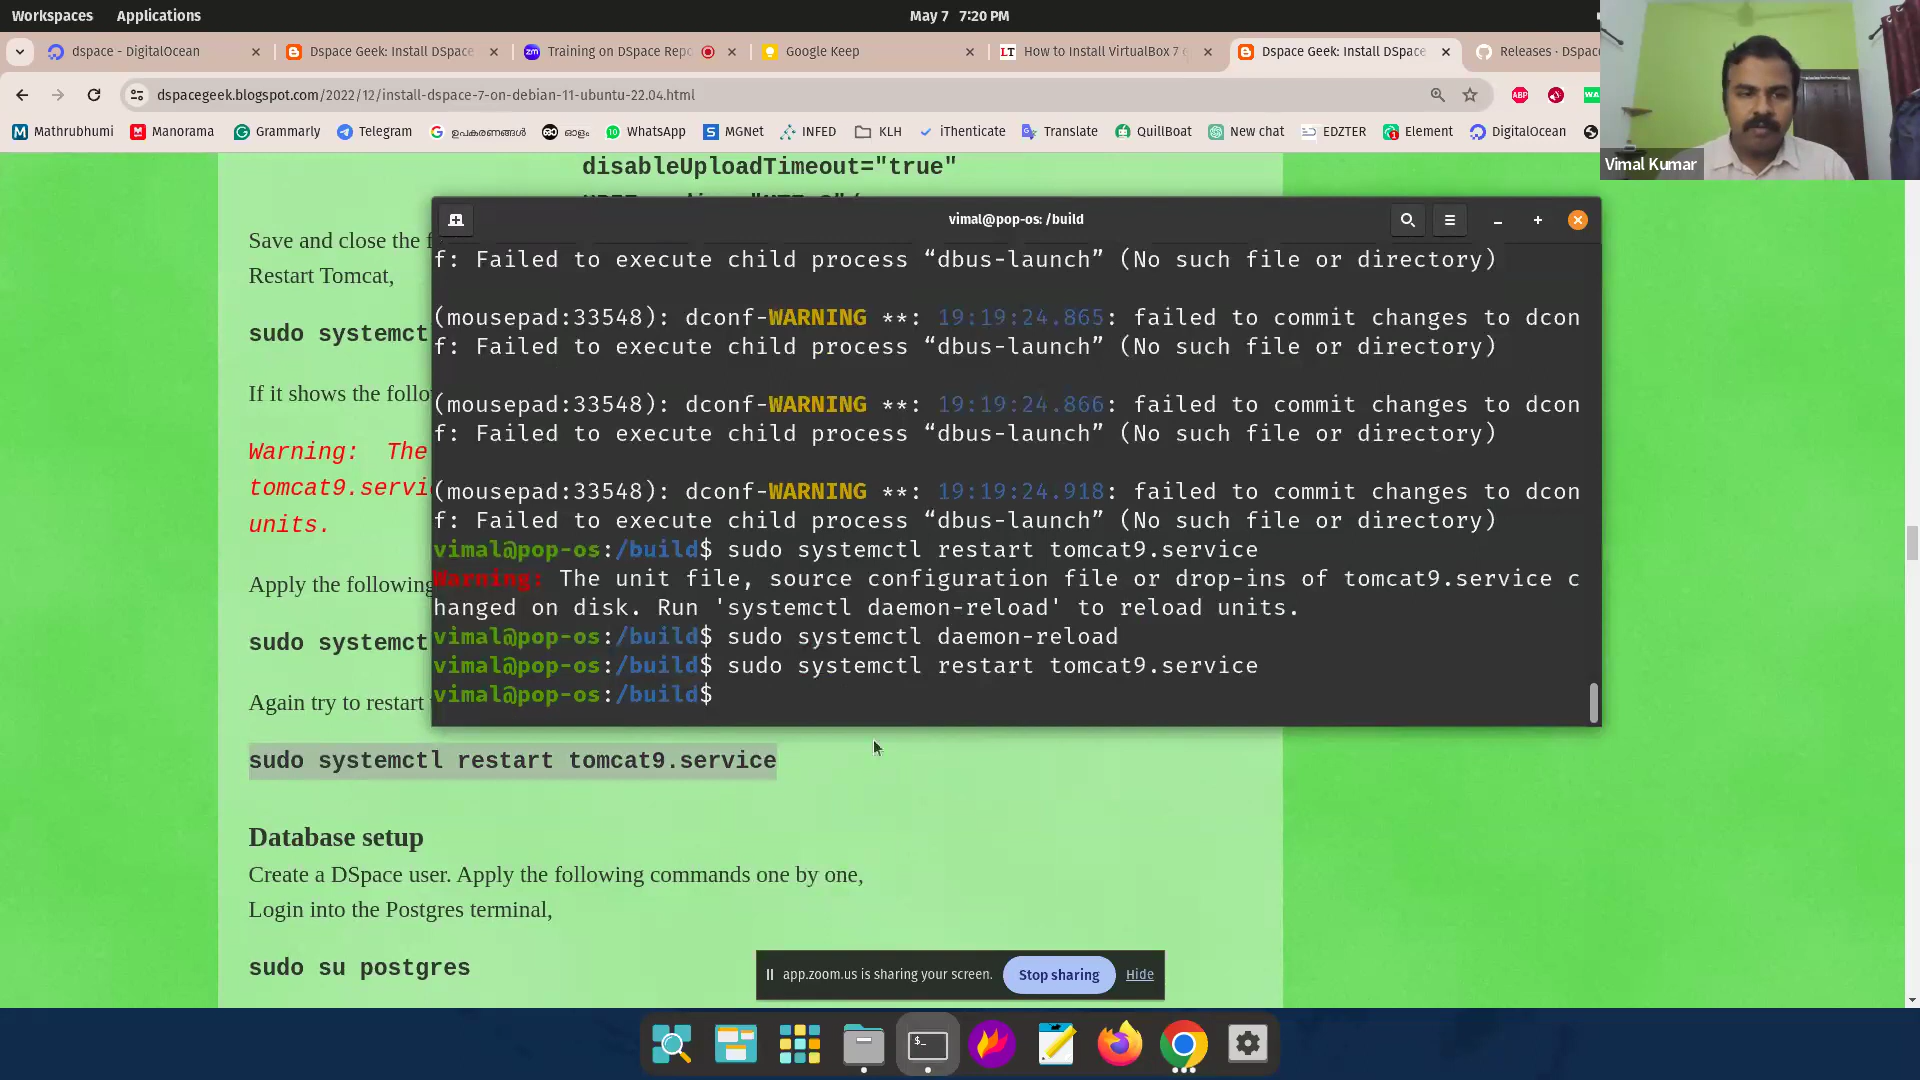 Workspaces Applications May 7 7:20 PM
dspace - DigitalOcean
Dspace Geek: Install DSpace
Training on DSpace Rep
Google Keep
How to Install VirtualBox 7
Dspace Geek: Install DSpace
Releases · DSpac
dspacegeek.blogspot.com/2022/12/install-dspace-7-on-debian-11-ubuntu-22.04.html
ABP
Mathrubhumi Manorama Grammarly Telegram ഉപകരണങ്ങൾ ഓളം WhatsApp MGNet INFED KLH iThenticate Translate QuillBoat New chat EDZTER Element DigitalOcean
Vimal Kumar
disableUploadTimeout="true"
Save and close the f
Restart Tomcat,
sudo systemct
If it shows the follo
Warning: The
tomcat9.servi
units.
Apply the following
sudo systemct
Again try to restart
sudo systemctl restart tomcat9.service
Database setup
Create a DSpace user. Apply the following commands one by one,
Login into the Postgres terminal,
sudo su postgres
vimal@pop-os: /build
f: Failed to execute child process “dbus-launch” (No such file or directory)
(mousepad:33548): dconf-WARNING **: 19:19:24.865: failed to commit changes to dcon
f: Failed to execute child process “dbus-launch” (No such file or directory)
(mousepad:33548): dconf-WARNING **: 19:19:24.866: failed to commit changes to dcon
f: Failed to execute child process “dbus-launch” (No such file or directory)
(mousepad:33548): dconf-WARNING **: 19:19:24.918: failed to commit changes to dcon
f: Failed to execute child process “dbus-launch” (No such file or directory)
vimal@pop-os:/build$ sudo systemctl restart tomcat9.service
Warning: The unit file, source configuration file or drop-ins of tomcat9.service c
hanged on disk. Run 'systemctl daemon-reload' to reload units.
vimal@pop-os:/build$ sudo systemctl daemon-reload
vimal@pop-os:/build$ sudo systemctl restart tomcat9.service
vimal@pop-os:/build$
app.zoom.us is sharing your screen. Stop sharing Hide